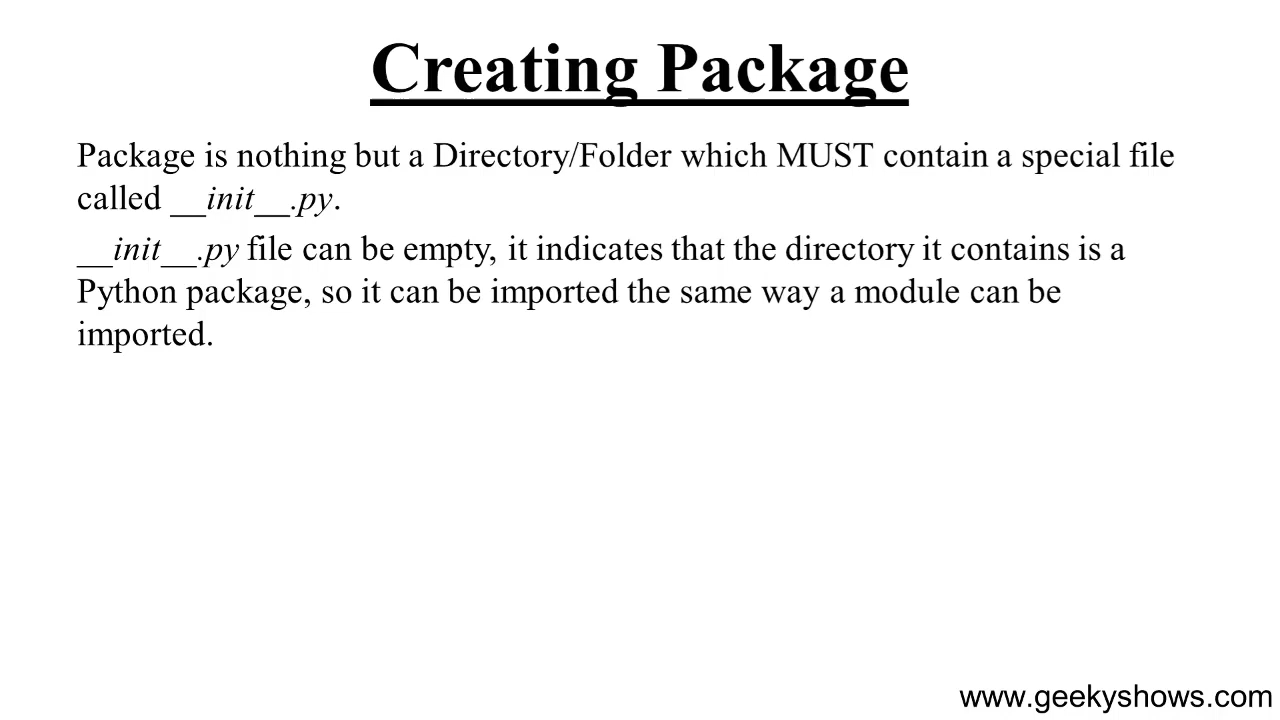 Creating Package
Package is nothing but a Directory/Folder which MUST contain a special file
called __init__.py.
__init__.py file can be empty, it indicates that the directory it contains is a
Python package, so it can be imported the same way a module can be
imported.
www.geekyshows.com